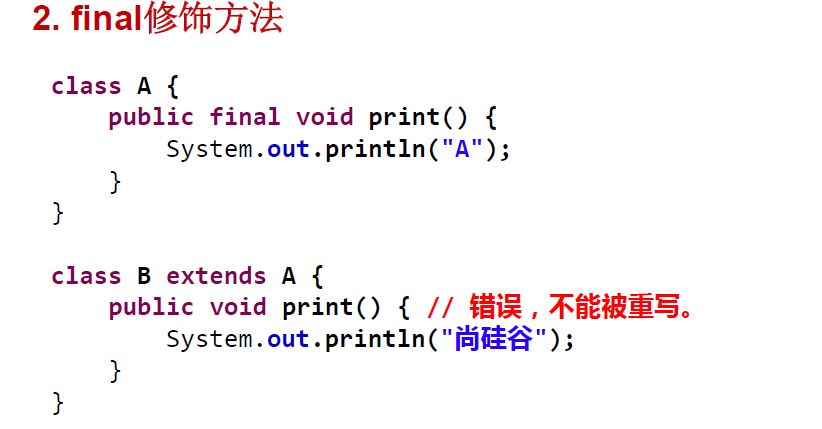 2. final修饰方法
class A {
    public final void print() {
        System.out.println("A");
    }
}
class B extends A {
    public void print() { // 错误，不能被重写。
        System.out.println("尚硅谷");
    }
}